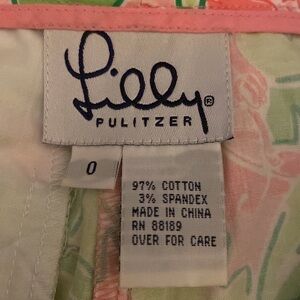 Lilly®
PULITZER
0
97% COTTON
3% SPANDEX
MADE IN CHINA
RN 88189
OVER FOR CARE